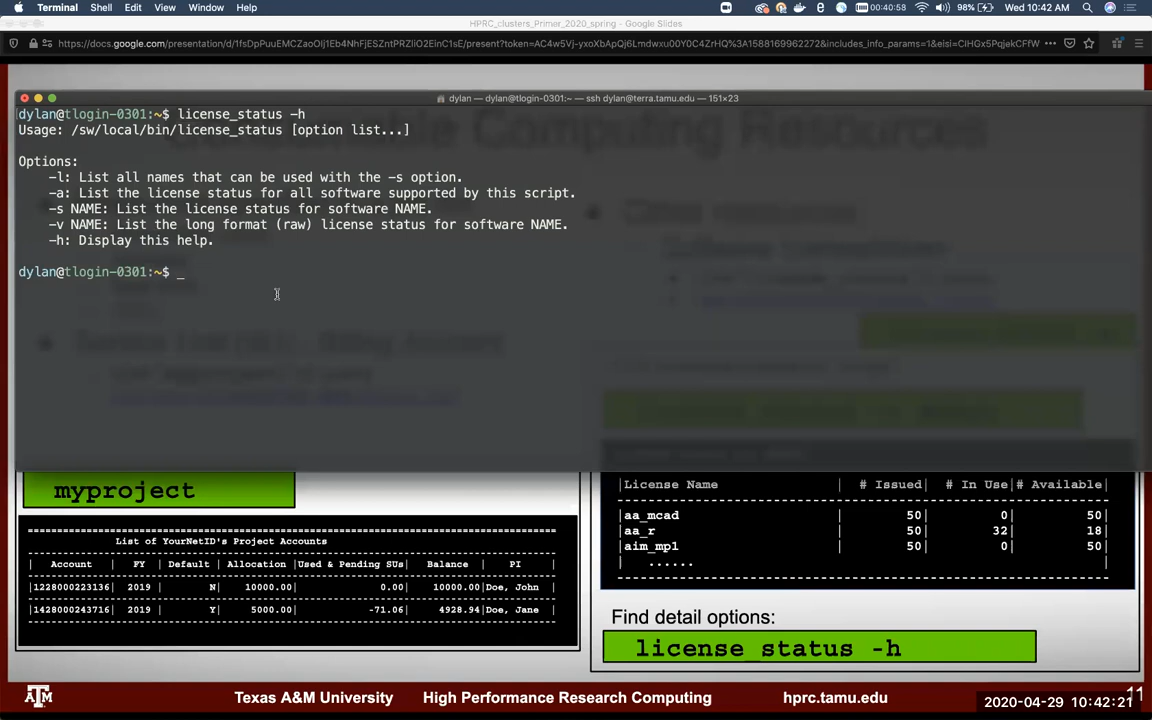 Terminal Shell Edit View Window Help 00:40:58 98% Wed 10:42 AM
HPRC_clusters_Primer_2020_spring - Google Slides
dylan — dylan@tlogin-0301:~ — ssh dylan@terra.tamu.edu — 151×23
dylan@tlogin-0301:~$ license_status -h
Usage: /sw/local/bin/license_status [option list...]
Options:
-l: List all names that can be used with the -s option.
-a: List the license status for all software supported by this script.
-s NAME: List the license status for software NAME.
-v NAME: List the long format (raw) license status for software NAME.
-h: Display this help.
dylan@tlogin-0301:~$ _
myproject
List of YourNetID's Project Accounts
| Account | FY | Default | Allocation |Used & Pending SUs| Balance | PI |
|1228000223136| 2019 | N| 10000.00| 0.00| 10000.00|Doe, John |
|1428000243716| 2019 | Y| 5000.00| -71.06| 4928.94|Doe, Jane |
|License Name | # Issued| # In Use|# Available|
|aa_mcad | 50| 0| 50|
|aa_r | 50| 32| 18|
|aim_mp1 | 50| 0| 50|
| ......
Find detail options:
license_status -h
Texas A&M University High Performance Research Computing hprc.tamu.edu
2020-04-29 10:42:21
11